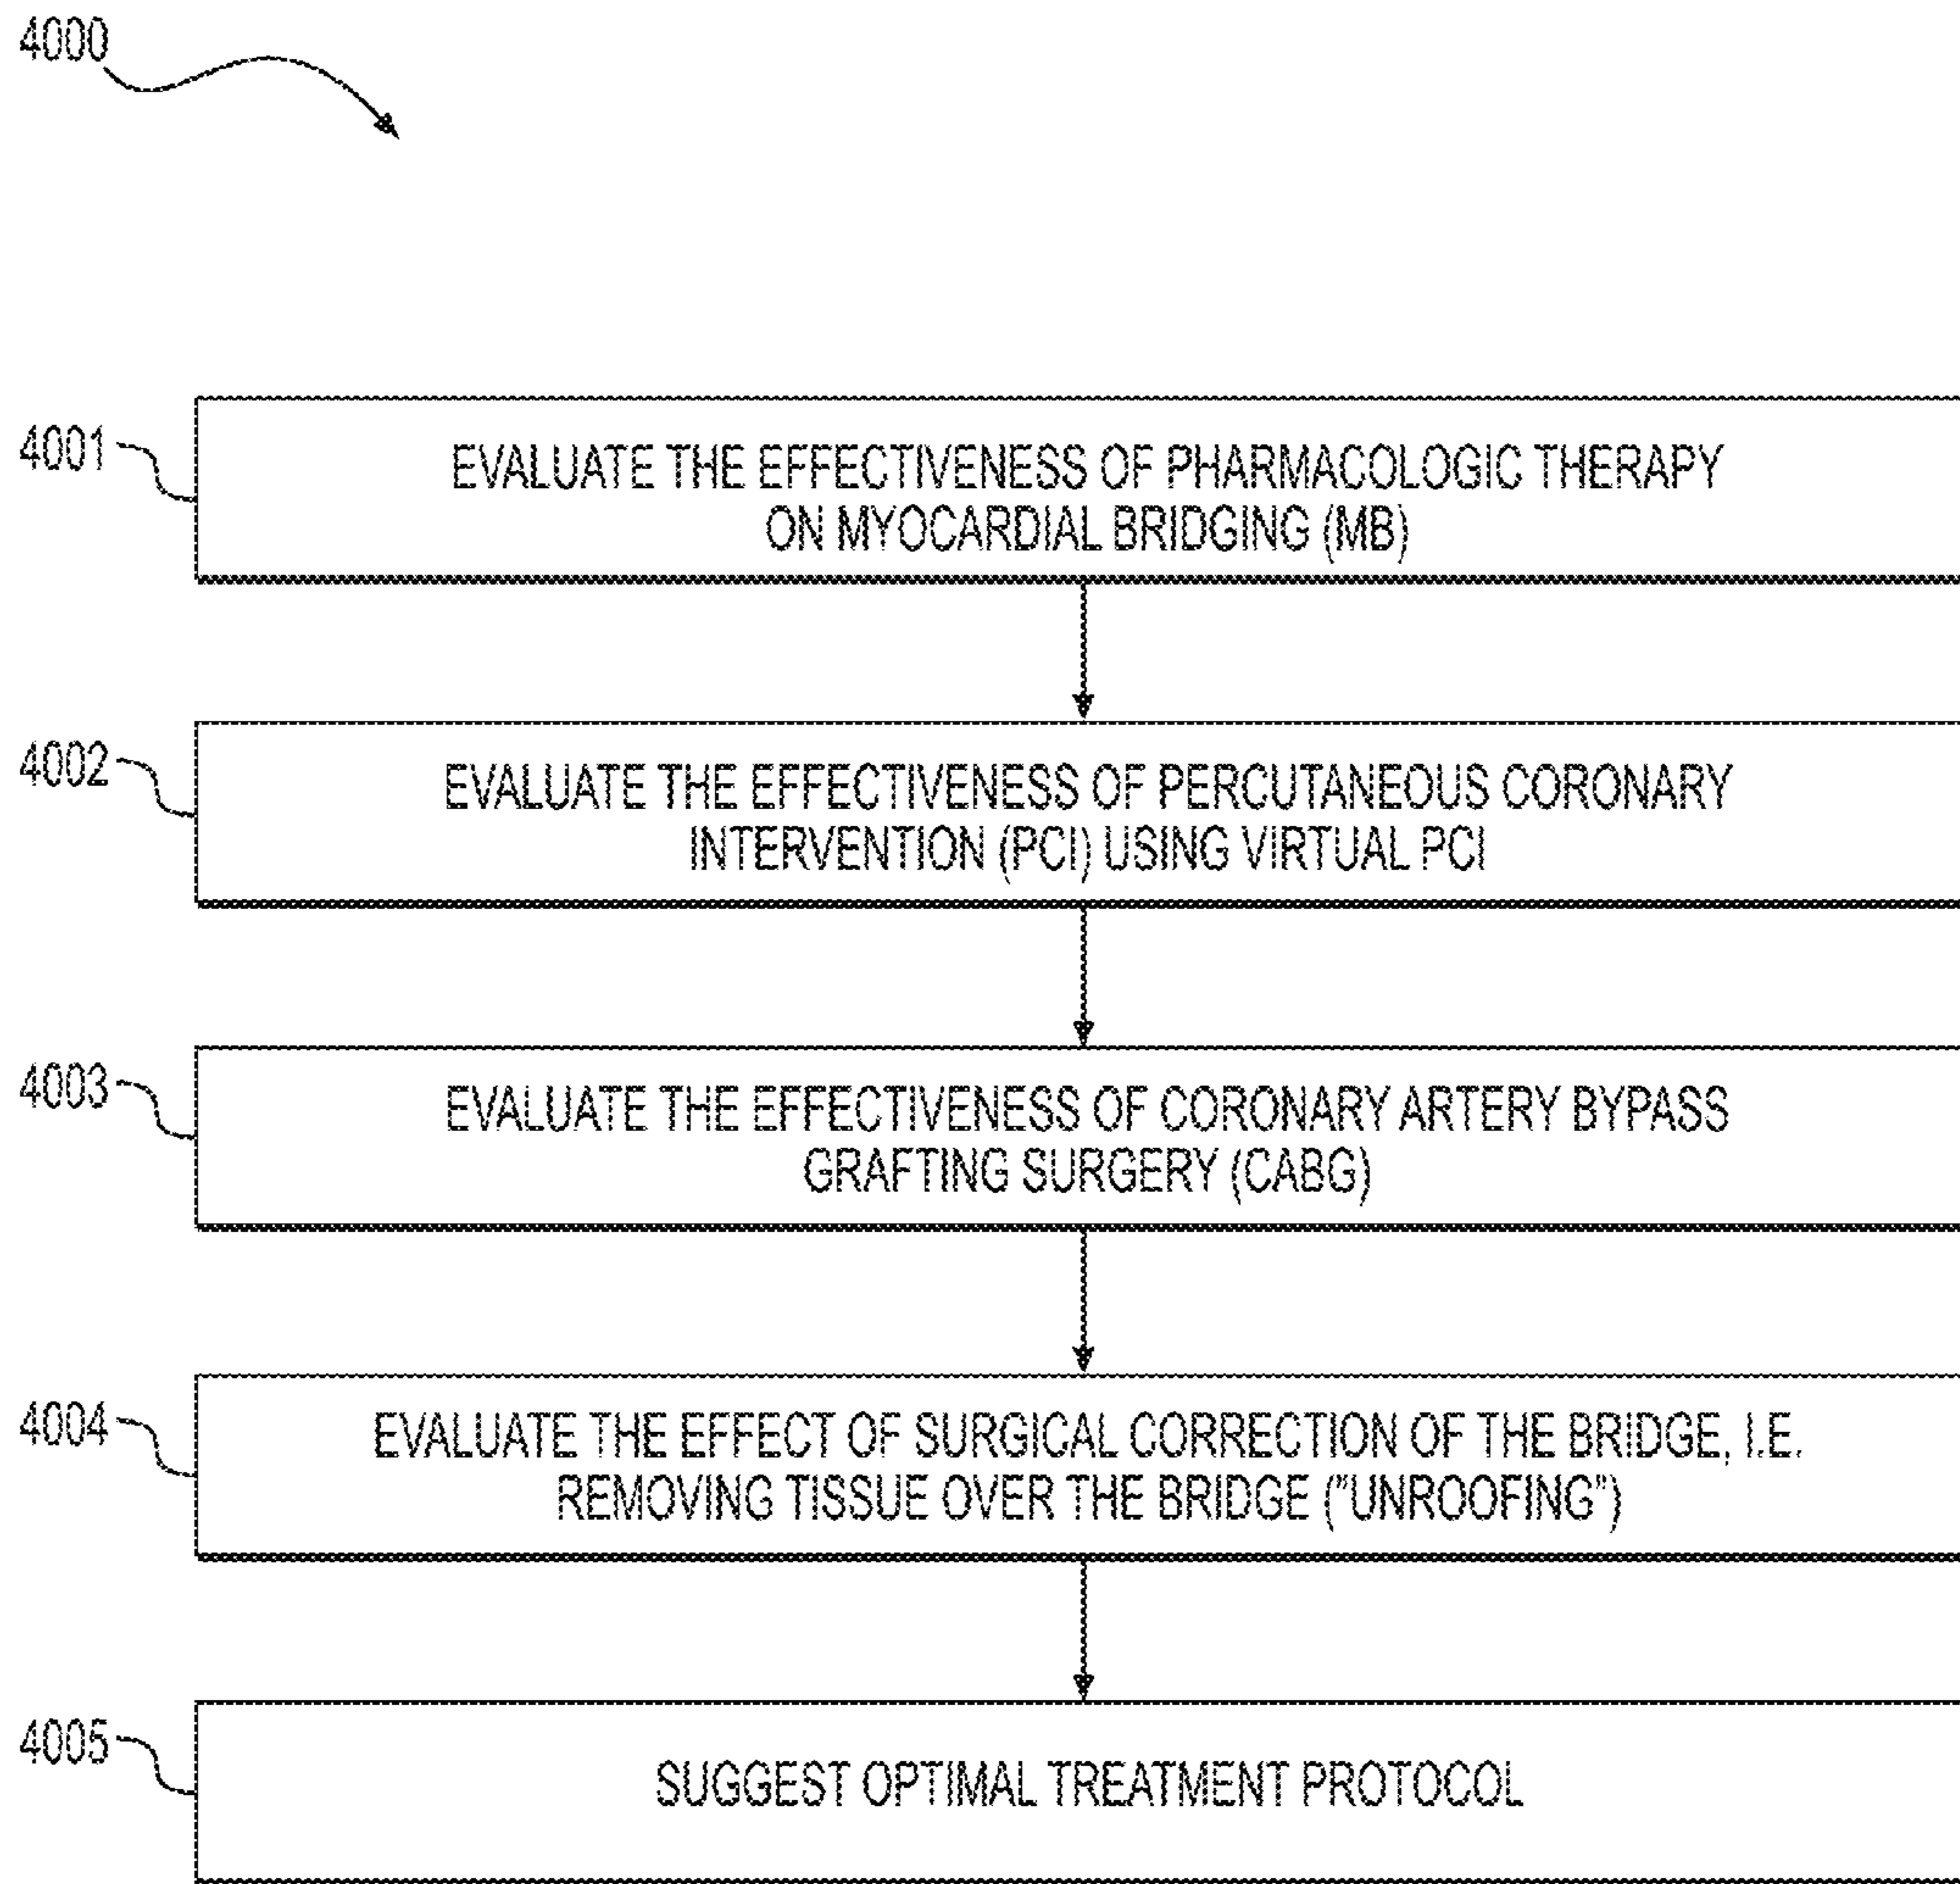 4000
4001
EVALUATE THE EFFECTIVENESS OF PHARMACOLOGIC THERAPY
ON MYOCARDIAL BRIDGING (MB)
4002
EVALUATE THE EFFECTIVENESS OF PERCUTANEOUS CORONARY
INTERVENTION (PCI) USING VIRTUAL PCI
4003
EVALUATE THE EFFECTIVENESS OF CORONARY ARTERY BYPASS
GRAFTING SURGERY (CABG)
4004
EVALUATE THE EFFECT OF SURGICAL CORRECTION OF THE BRIDGE, I.E.
REMOVING TISSUE OVER THE BRIDGE ("UNROOFING")
4005
SUGGEST OPTIMAL TREATMENT PROTOCOL